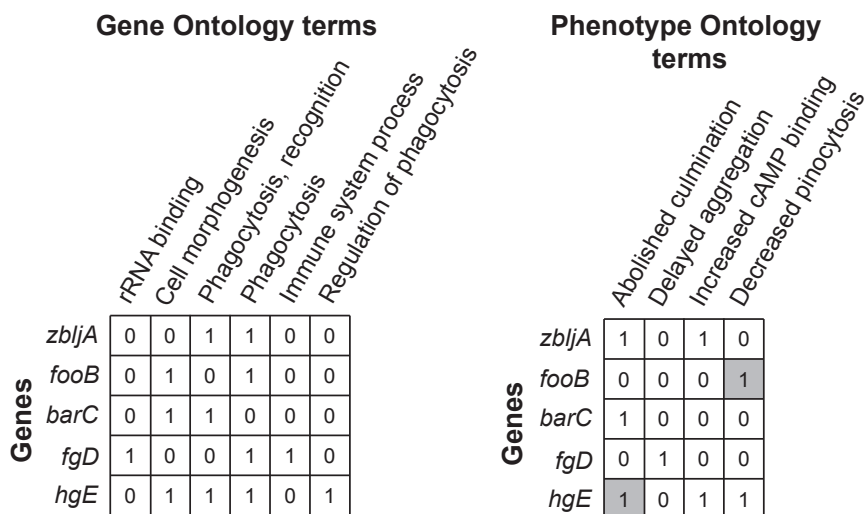 Gene Ontology terms
rRNA binding
Cell morphogenesis
Phagocytosis, recognition
Phagocytosis
Immune system process
Regulation of phagocytosis
Genes
zbljA 0 0 1 1 0 0
fooB 0 1 0 1 0 0
barC 0 1 1 0 0 0
fgD 1 0 0 1 1 0
hgE 0 1 1 1 0 1
Phenotype Ontology
terms
Abolished culmination
Delayed aggregation
Increased cAMP binding
Decreased pinocytosis
Genes
zbljA 1 0 1 0
fooB 0 0 0 1
barC 1 0 0 0
fgD 0 1 0 0
hgE 1 0 1 1